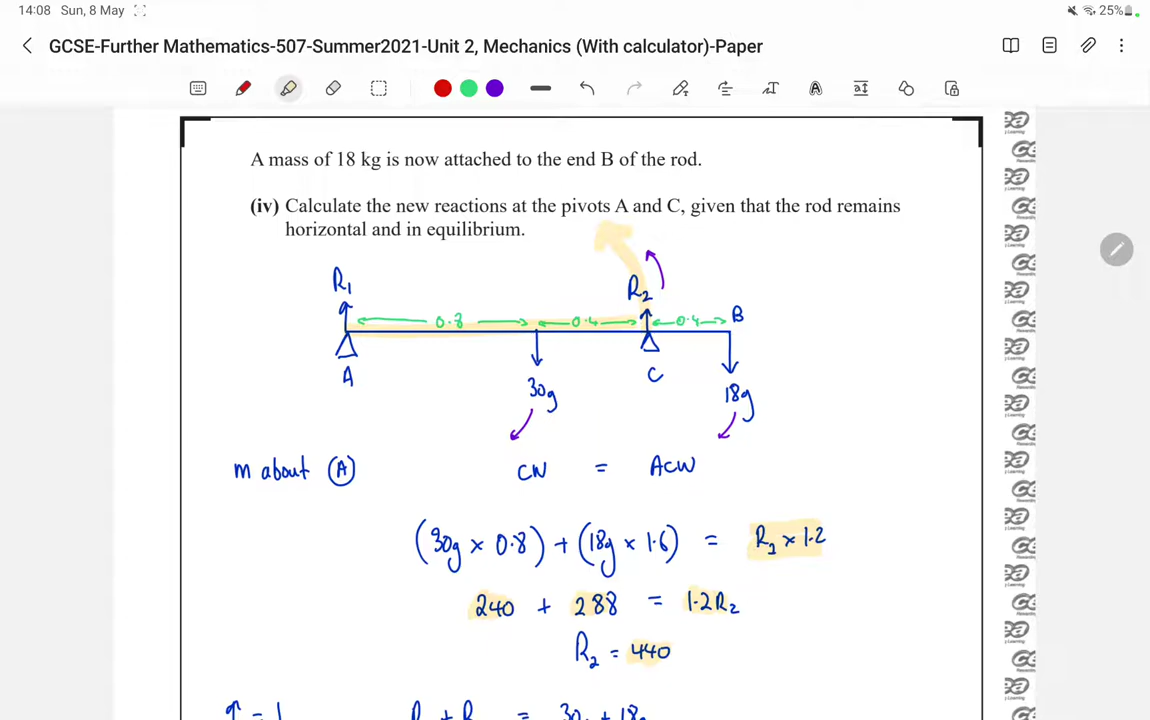 14:08 Sun, 8 May 25%
GCSE-Further Mathematics-507-Summer2021-Unit 2, Mechanics (With calculator)-Paper
A mass of 18 kg is now attached to the end B of the rod.
(iv) Calculate the new reactions at the pivots A and C, given that the rod remains
horizontal and in equilibrium.
R₁ R₂ B
0.8 0.4 0.4
A 30g C 18g
m about (A) CW = ACW
(30g × 0.8) + (18g × 1.6) = R₂ × 1.2
240 + 288 = 1.2R₂
R₂ = 440
↑ = ↓ R + R = 30g + 18g